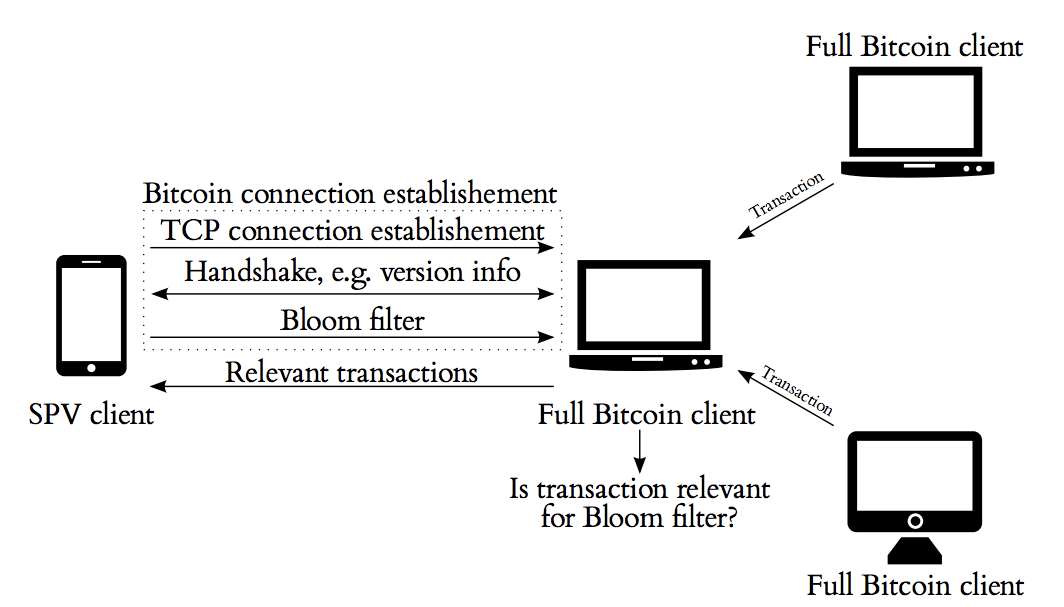 Full Bitcoin client
Transaction
Bitcoin connection establishement
TCP connection establishement
Handshake, e.g. version info
Bloom filter
Relevant transactions
SPV client
Full Bitcoin client
Transaction
Is transaction relevant
for Bloom filter?
Full Bitcoin client